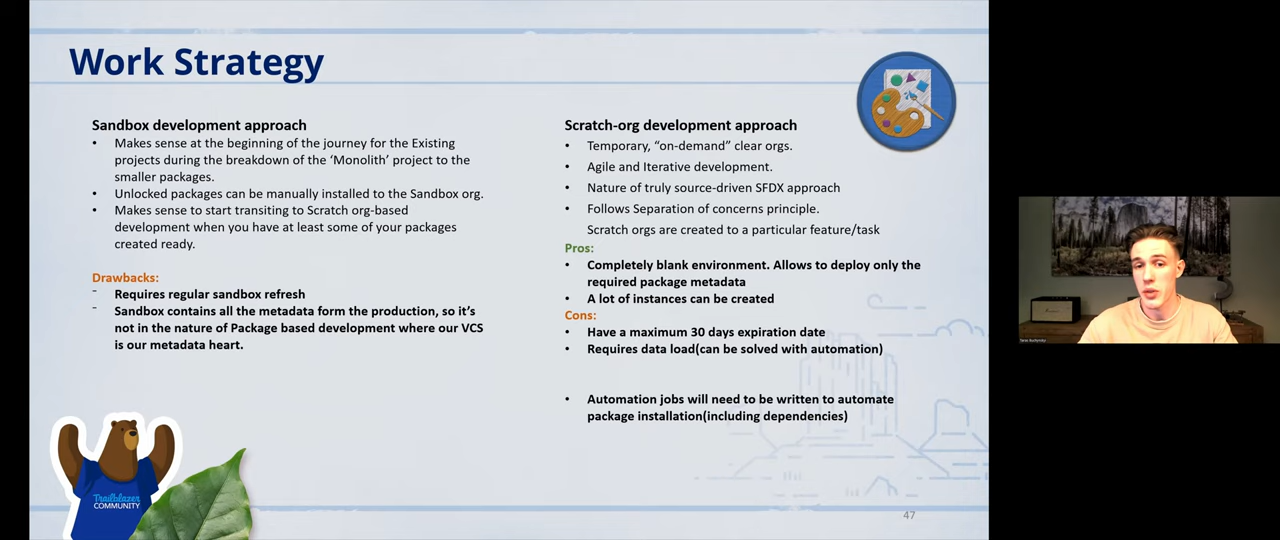 Work Strategy
Sandbox development approach
• Makes sense at the beginning of the journey for the Existing
projects during the breakdown of the ‘Monolith’ project to the
smaller packages.
• Unlocked packages can be manually installed to the Sandbox org.
• Makes sense to start transiting to Scratch org-based
development when you have at least some of your packages
created ready.
Drawbacks:
- Requires regular sandbox refresh
- Sandbox contains all the metadata form the production, so it’s
not in the nature of Package based development where our VCS
is our metadata heart.
Scratch-org development approach
• Temporary, “on-demand” clear orgs.
• Agile and Iterative development.
• Nature of truly source-driven SFDX approach
• Follows Separation of concerns principle.
Scratch orgs are created to a particular feature/task
Pros:
• Completely blank environment. Allows to deploy only the
required package metadata
• A lot of instances can be created
Cons:
• Have a maximum 30 days expiration date
• Requires data load(can be solved with automation)
• Automation jobs will need to be written to automate
package installation(including dependencies)
Trailblazer
COMMUNITY
47